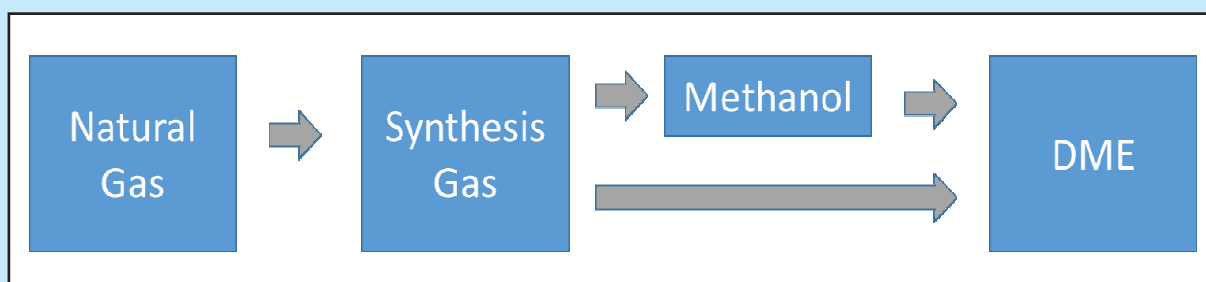 Natural
Gas
Synthesis
Gas
Methanol
DME